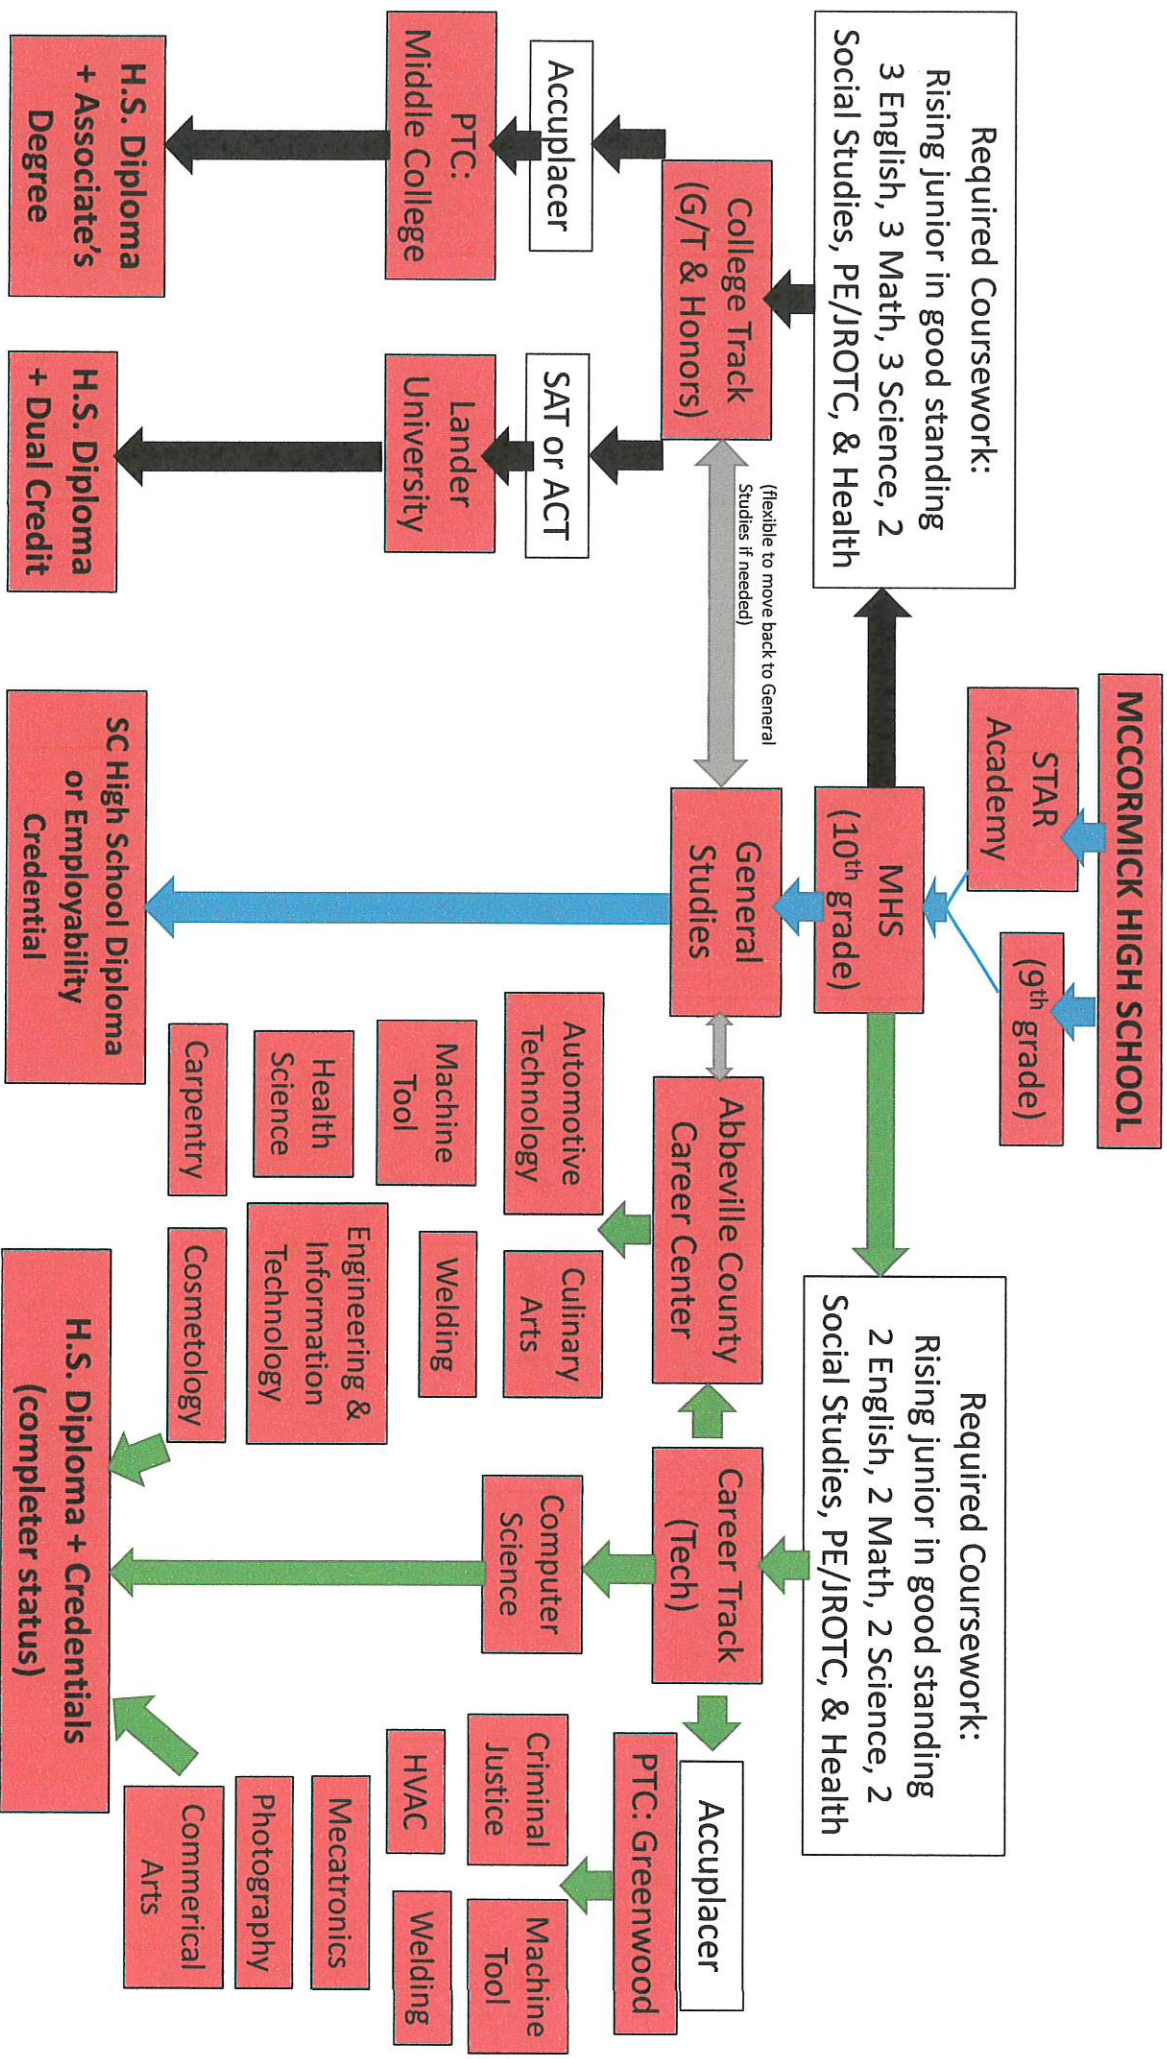 MCCORMICK HIGH SCHOOL
STAR
Academy
(9th grade)
MHS
(10th grade)
Required Coursework:
Rising junior in good standing
3 English, 3 Math, 3 Science, 2
Social Studies, PE/JROTC, & Health
Required Coursework:
Rising junior in good standing
2 English, 2 Math, 2 Science, 2
Social Studies, PE/JROTC, & Health
College Track
(G/T & Honors)
(flexible to move back to General
Studies if needed)
General
Studies
Abbeville County
Career Center
Career Track
(Tech)
Accuplacer
PTC: Greenwood
Accuplacer
SAT or ACT
PTC:
Middle College
Lander
University
Automotive
Technology
Culinary
Arts
Machine
Tool
Welding
Health
Science
Engineering &
Information
Technology
Carpentry
Cosmetology
Computer
Science
Criminal
Justice
Machine
Tool
HVAC
Welding
Mecatronics
Photography
Commerical
Arts
H.S. Diploma
+ Associate's
Degree
H.S. Diploma
+ Dual Credit
SC High School Diploma
or Employability
Credential
H.S. Diploma + Credentials
(completer status)